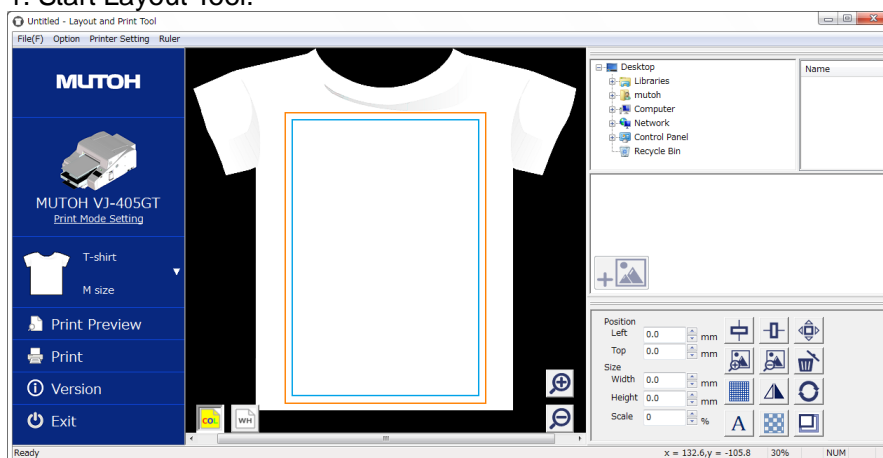 1. Start Layout Tool.
Untitled - Layout and Print Tool
File(F) Option Printer Setting Ruler
MUTOH
MUTOH VJ-405GT
Print Mode Setting
T-shirt
M size
Print Preview
Print
Version
Exit
COL
WH
Desktop
Libraries
mutoh
Computer
Network
Control Panel
Recycle Bin
Name
Position
Left 0.0 mm
Top 0.0 mm
Size
Width 0.0 mm
Height 0.0 mm
Scale 0 %
A
Ready
x = 132.6,y = -105.8 30% NUM